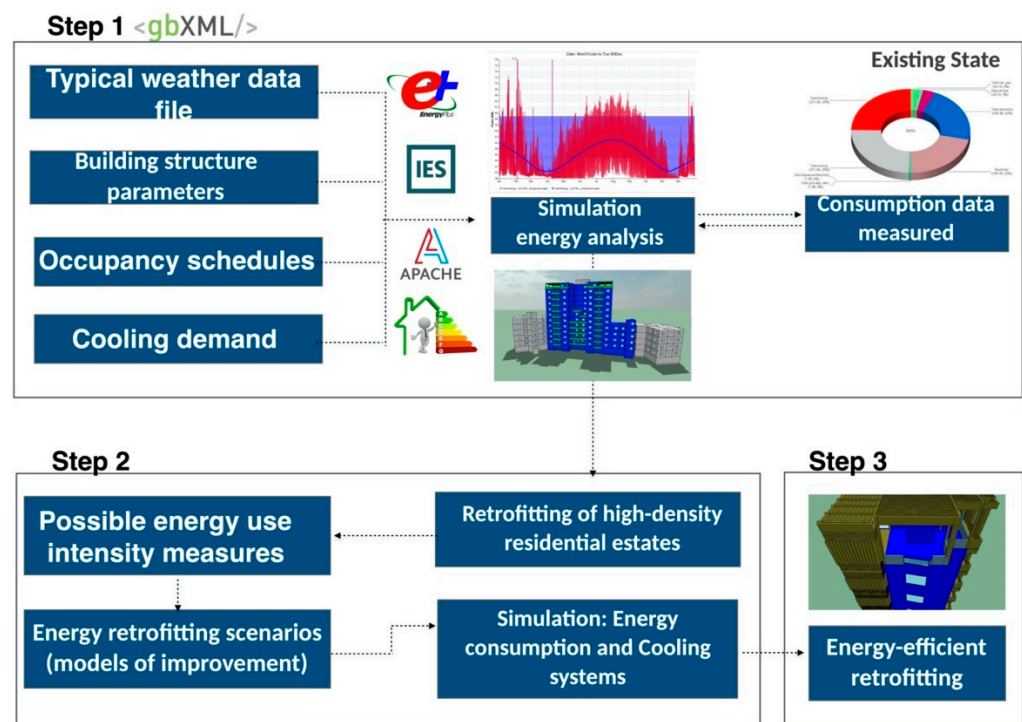 Step 1 <gbXML/>
Typical weather data
file
Building structure
parameters
Occupancy schedules
Cooling demand
e+
EnergyPlus
IES
APACHE
Simulation
energy analysis
Existing State
Consumption data
measured
Step 2
Possible energy use
intensity measures
Retrofitting of high-density
residential estates
Energy retrofitting scenarios
(models of improvement)
Simulation: Energy
consumption and Cooling
systems
Step 3
Energy-efficient
retrofitting